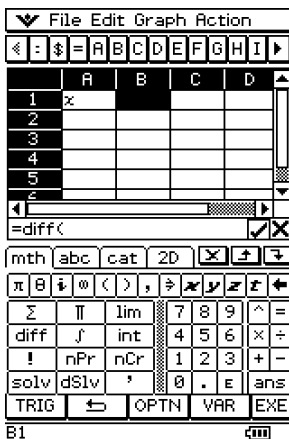 File Edit Graph Action
: $ = A B C D E F G H I
A B C D
1 x
2
3
4
5
=diff(
mth abc cat 2D
π θ i ∞ ( ) , ⇒ x y z t
Σ Π lim 7 8 9 ^ =
diff ∫ int 4 5 6 × ÷
! nPr nCr 1 2 3 + −
solv dSlv ' 0 . E ans
TRIG OPTN VAR EXE
B1